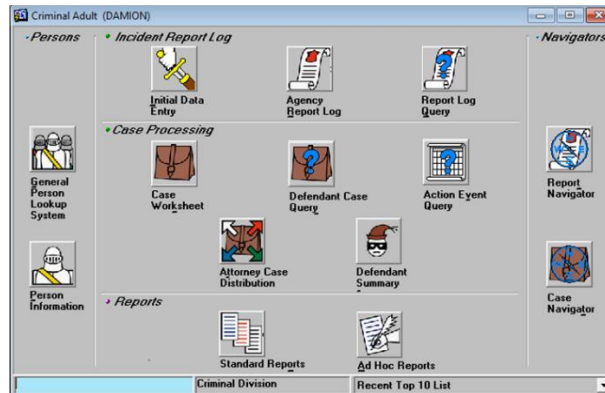 Criminal Adult (DAMION)
Persons
Incident Report Log
Navigators
Initial Data
Entry
Agency
Report Log
Report Log
Query
Case Processing
General
Person
Lookup
System
Case
Worksheet
Defendant Case
Query
Action Event
Query
Report
Navigator
Attorney Case
Distribution
Defendant
Summary
Person
Information
Case
Navigator
Reports
Standard Reports
Ad Hoc Reports
Criminal Division
Recent Top 10 List